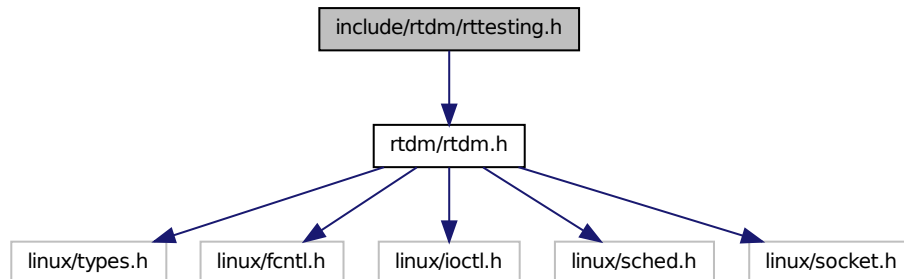 include/rtdm/rttesting.h
rtdm/rtdm.h
linux/types.h
linux/fcntl.h
linux/ioctl.h
linux/sched.h
linux/socket.h